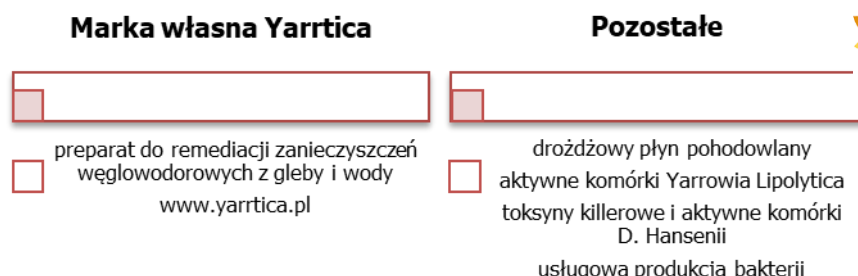 Marka własna Yarrtica
preparat do remediacji zanieczyszczeń
węglowodorowych z gleby i wody
www.yarrtica.pl
Pozostałe
drożdżowy płyn pohodowlany
aktywne komórki Yarrowia Lipolytica
toksyny killerowe i aktywne komórki
D. Hansenii
usługowa produkcja bakterii